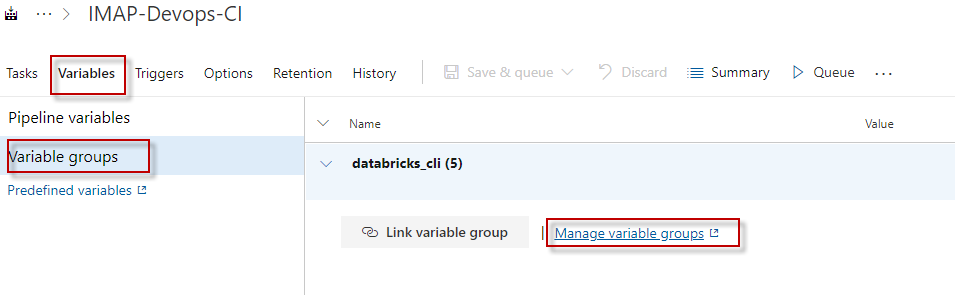 ... > IMAP-Devops-CI
Tasks Variables Triggers Options Retention History Save & queue Discard Summary Queue ...
Pipeline variables
Name Value
Variable groups
databricks_cli (5)
Predefined variables
Link variable group | Manage variable groups